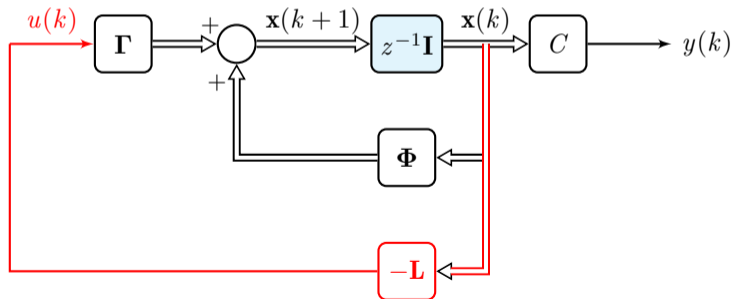 u(k) + x(k + 1) x(k)
Γ z⁻¹I C y(k)
+
Φ
−L